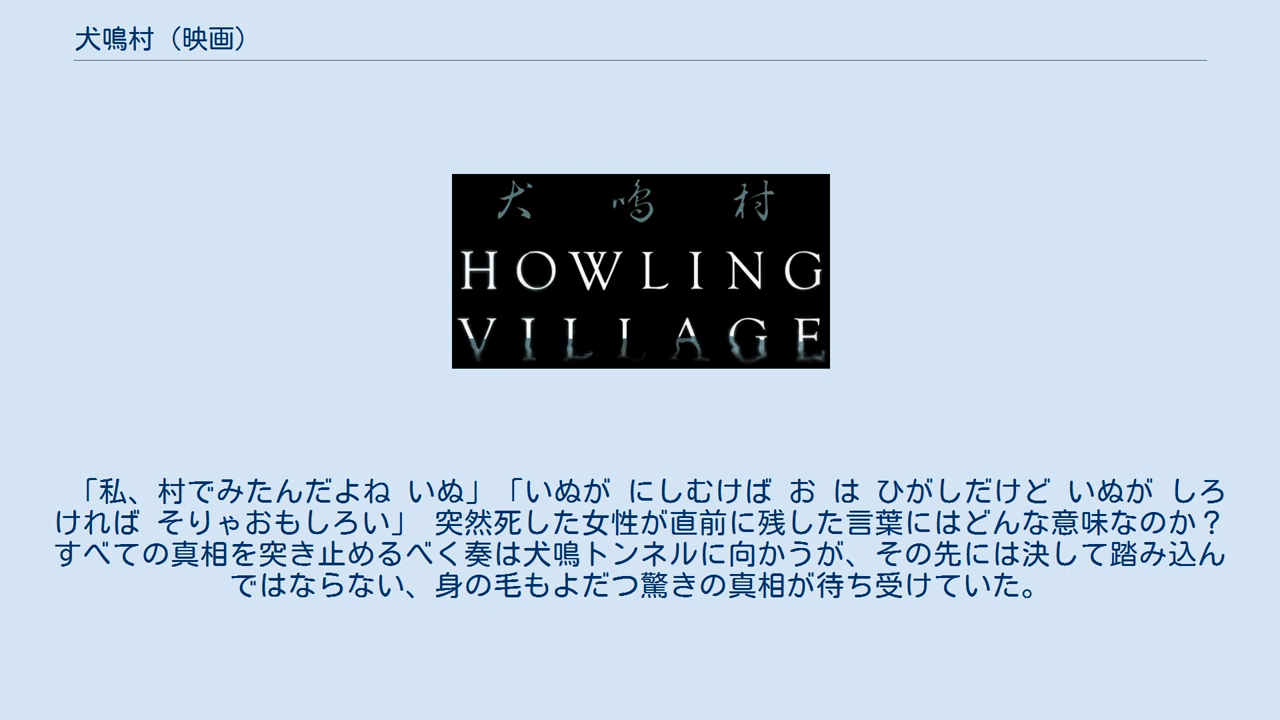 犬鳴村（映画）
犬鳴村
HOWLING
VILLAGE
「私、村でみたんだよね いぬ」「いぬが にしむけば お は ひがしだけど いぬが しろ
ければ そりゃおもしろい」 突然死した女性が直前に残した言葉にはどんな意味なのか？
すべての真相を突き止めるべく奏は犬鳴トンネルに向かうが、その先には決して踏み込ん
ではならない、身の毛もよだつ驚きの真相が待ち受けていた。